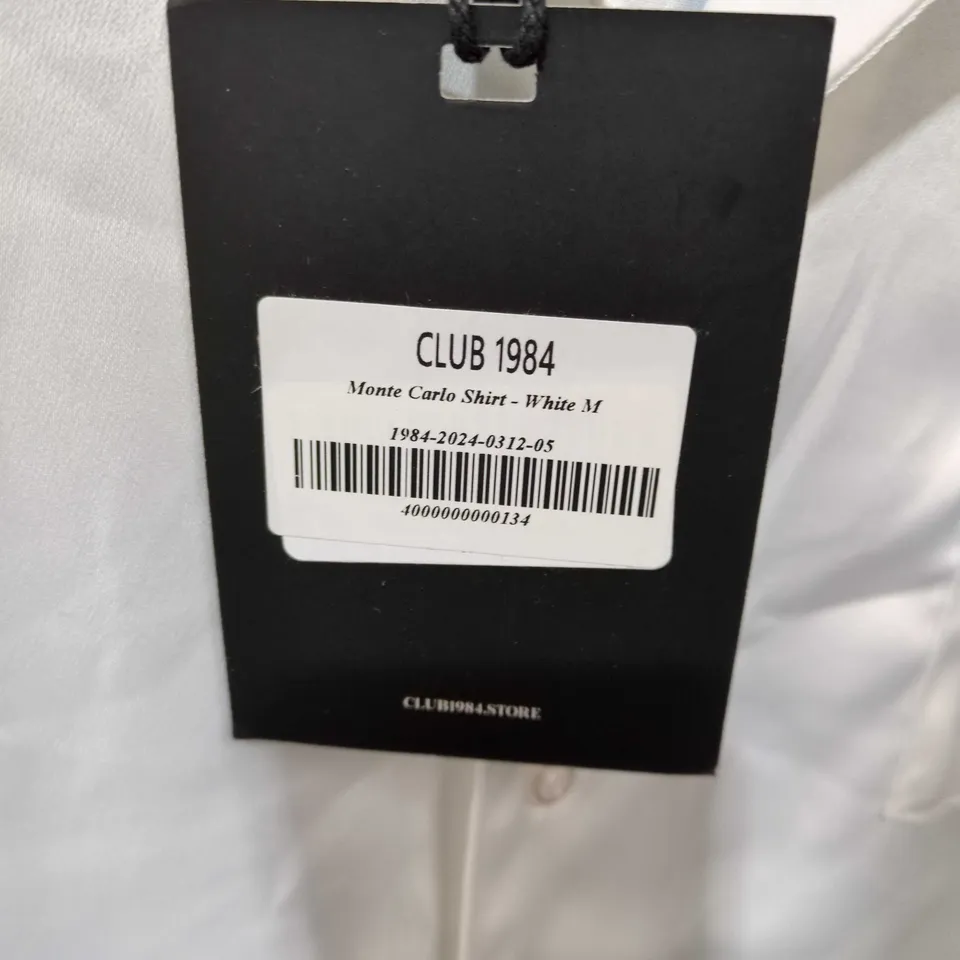 CLUB 1984
Monte Carlo Shirt - White M
1984-2024-0312-05
4000000000134
CLUB1984.STORE